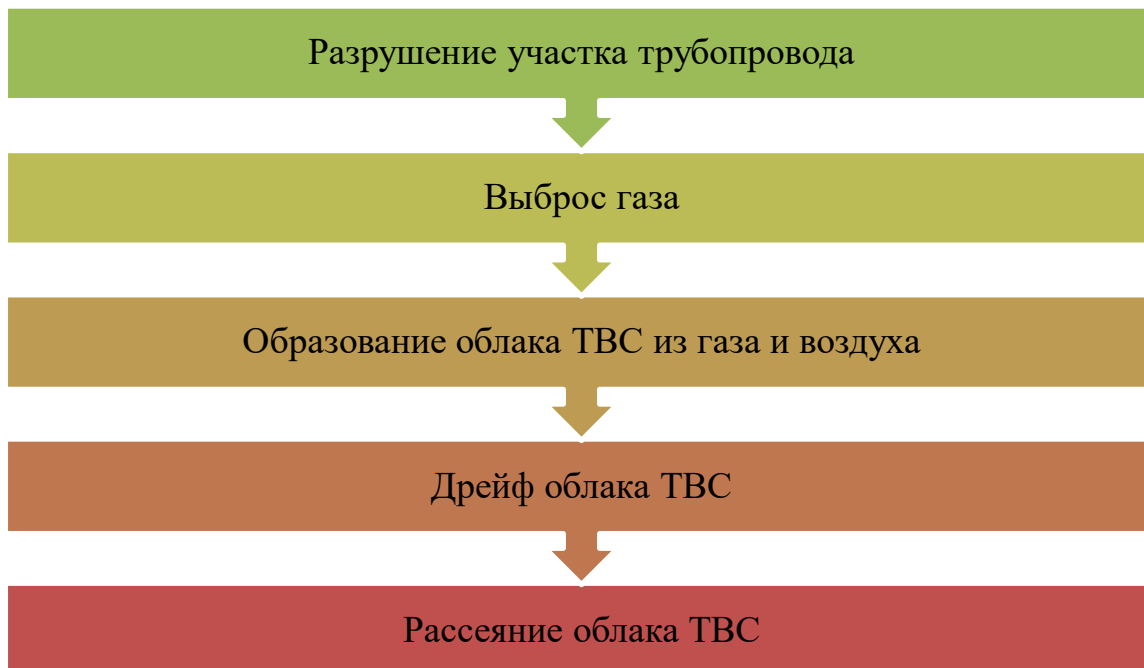 Разрушение участка трубопровода
Выброс газа
Образование облака ТВС из газа и воздуха
Дрейф облака ТВС
Рассеяние облака ТВС